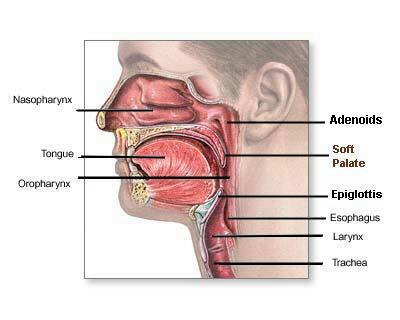 Nasopharynx
Tongue
Oropharynx
Adenoids
Soft
Palate
Epiglottis
Esophagus
Larynx
Trachea